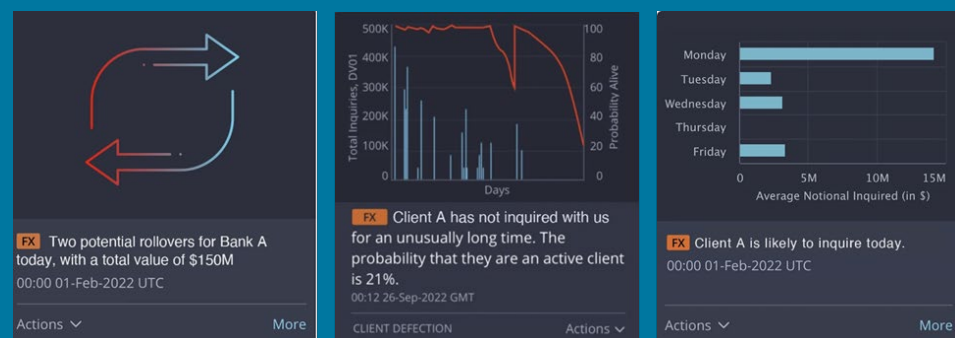 FX Two potential rollovers for Bank A
today, with a total value of $150M
00:00 01-Feb-2022 UTC
Actions
More
500K
400K
300K
200K
100K
0
Total Inquiries, DV01
100
80
60
40
20
0
Probability Alive
Days
FX Client A has not inquired with us
for an unusually long time. The
probability that they are an active client
is 21%.
00:12 26-Sep-2022 GMT
CLIENT DEFECTION
Actions
Monday
Tuesday
Wednesday
Thursday
Friday
0 5M 10M 15M
Average Notional Inquired (in $)
FX Client A is likely to inquire today.
00:00 01-Feb-2022 UTC
Actions
More